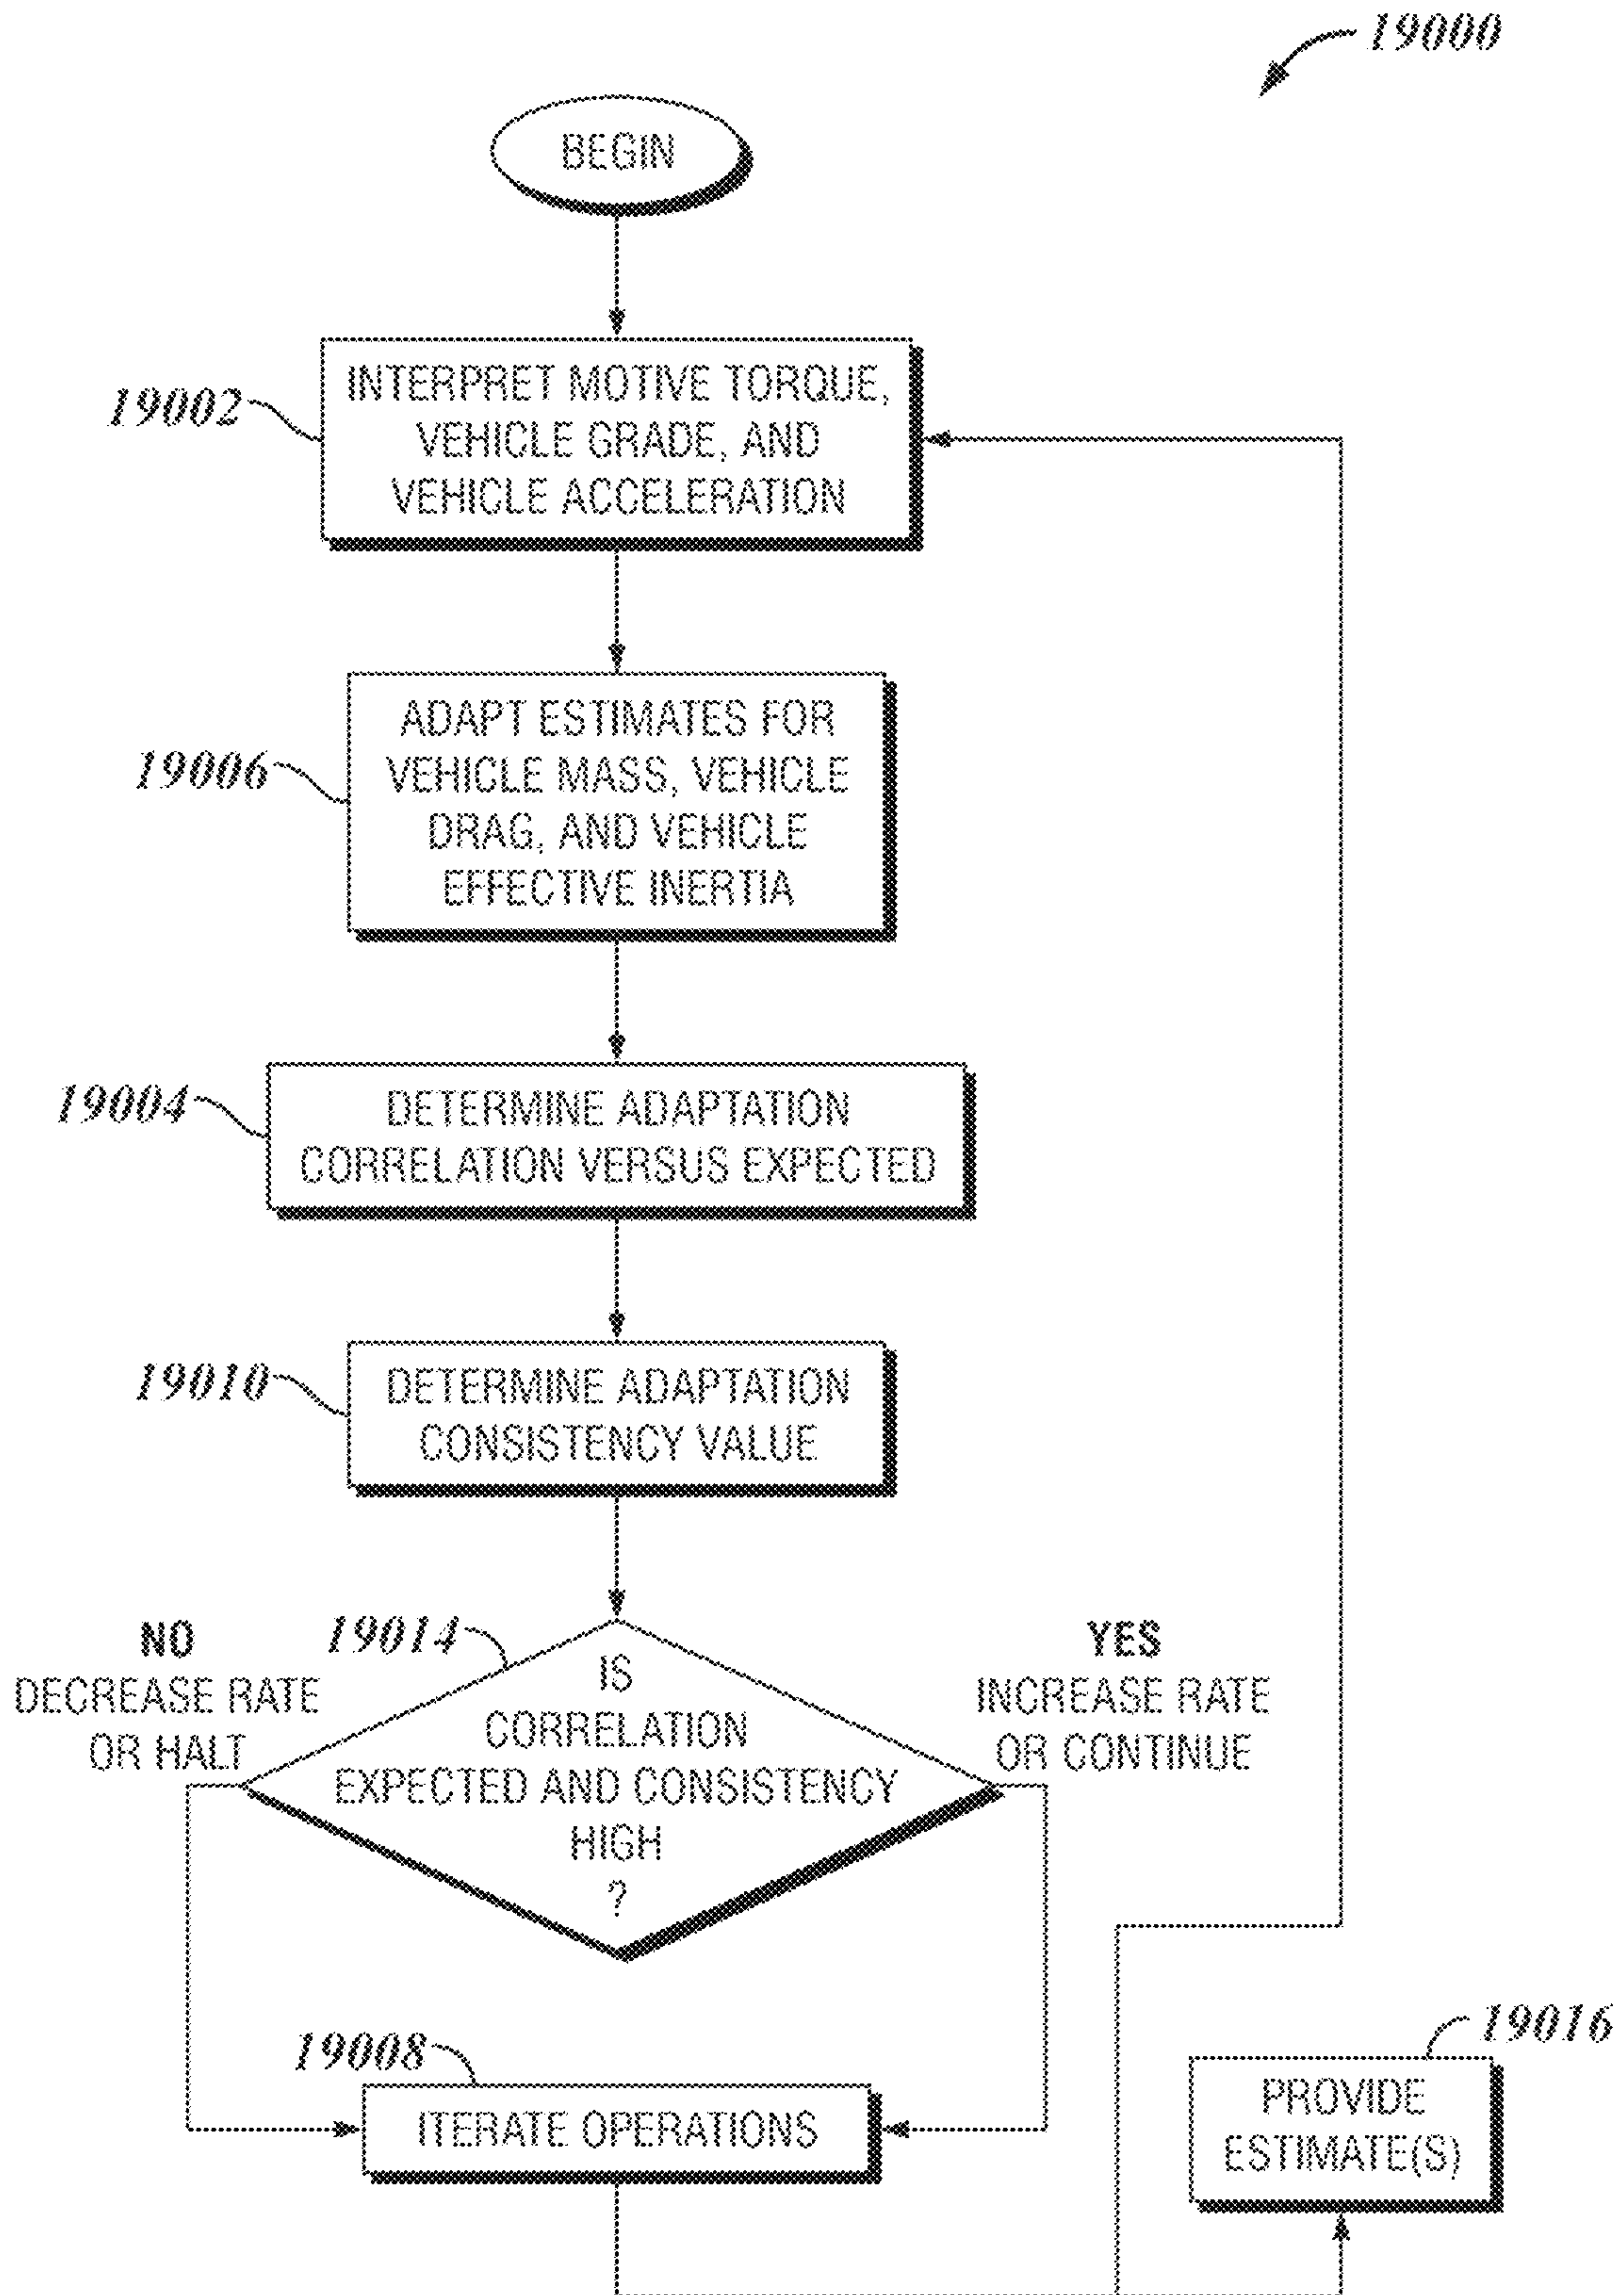 19000
BEGIN
19002
INTERPRET MOTIVE TORQUE,
VEHICLE GRADE, AND
VEHICLE ACCELERATION
19006
ADAPT ESTIMATES FOR
VEHICLE MASS, VEHICLE
DRAG, AND VEHICLE
EFFECTIVE INERTIA
19004
DETERMINE ADAPTATION
CORRELATION VERSUS EXPECTED
19010
DETERMINE ADAPTATION
CONSISTENCY VALUE
NO
DECREASE RATE
OR HALT
19014
IS
CORRELATION
EXPECTED AND CONSISTENCY
HIGH
?
YES
INCREASE RATE
OR CONTINUE
19008
ITERATE OPERATIONS
19016
PROVIDE
ESTIMATE(S)